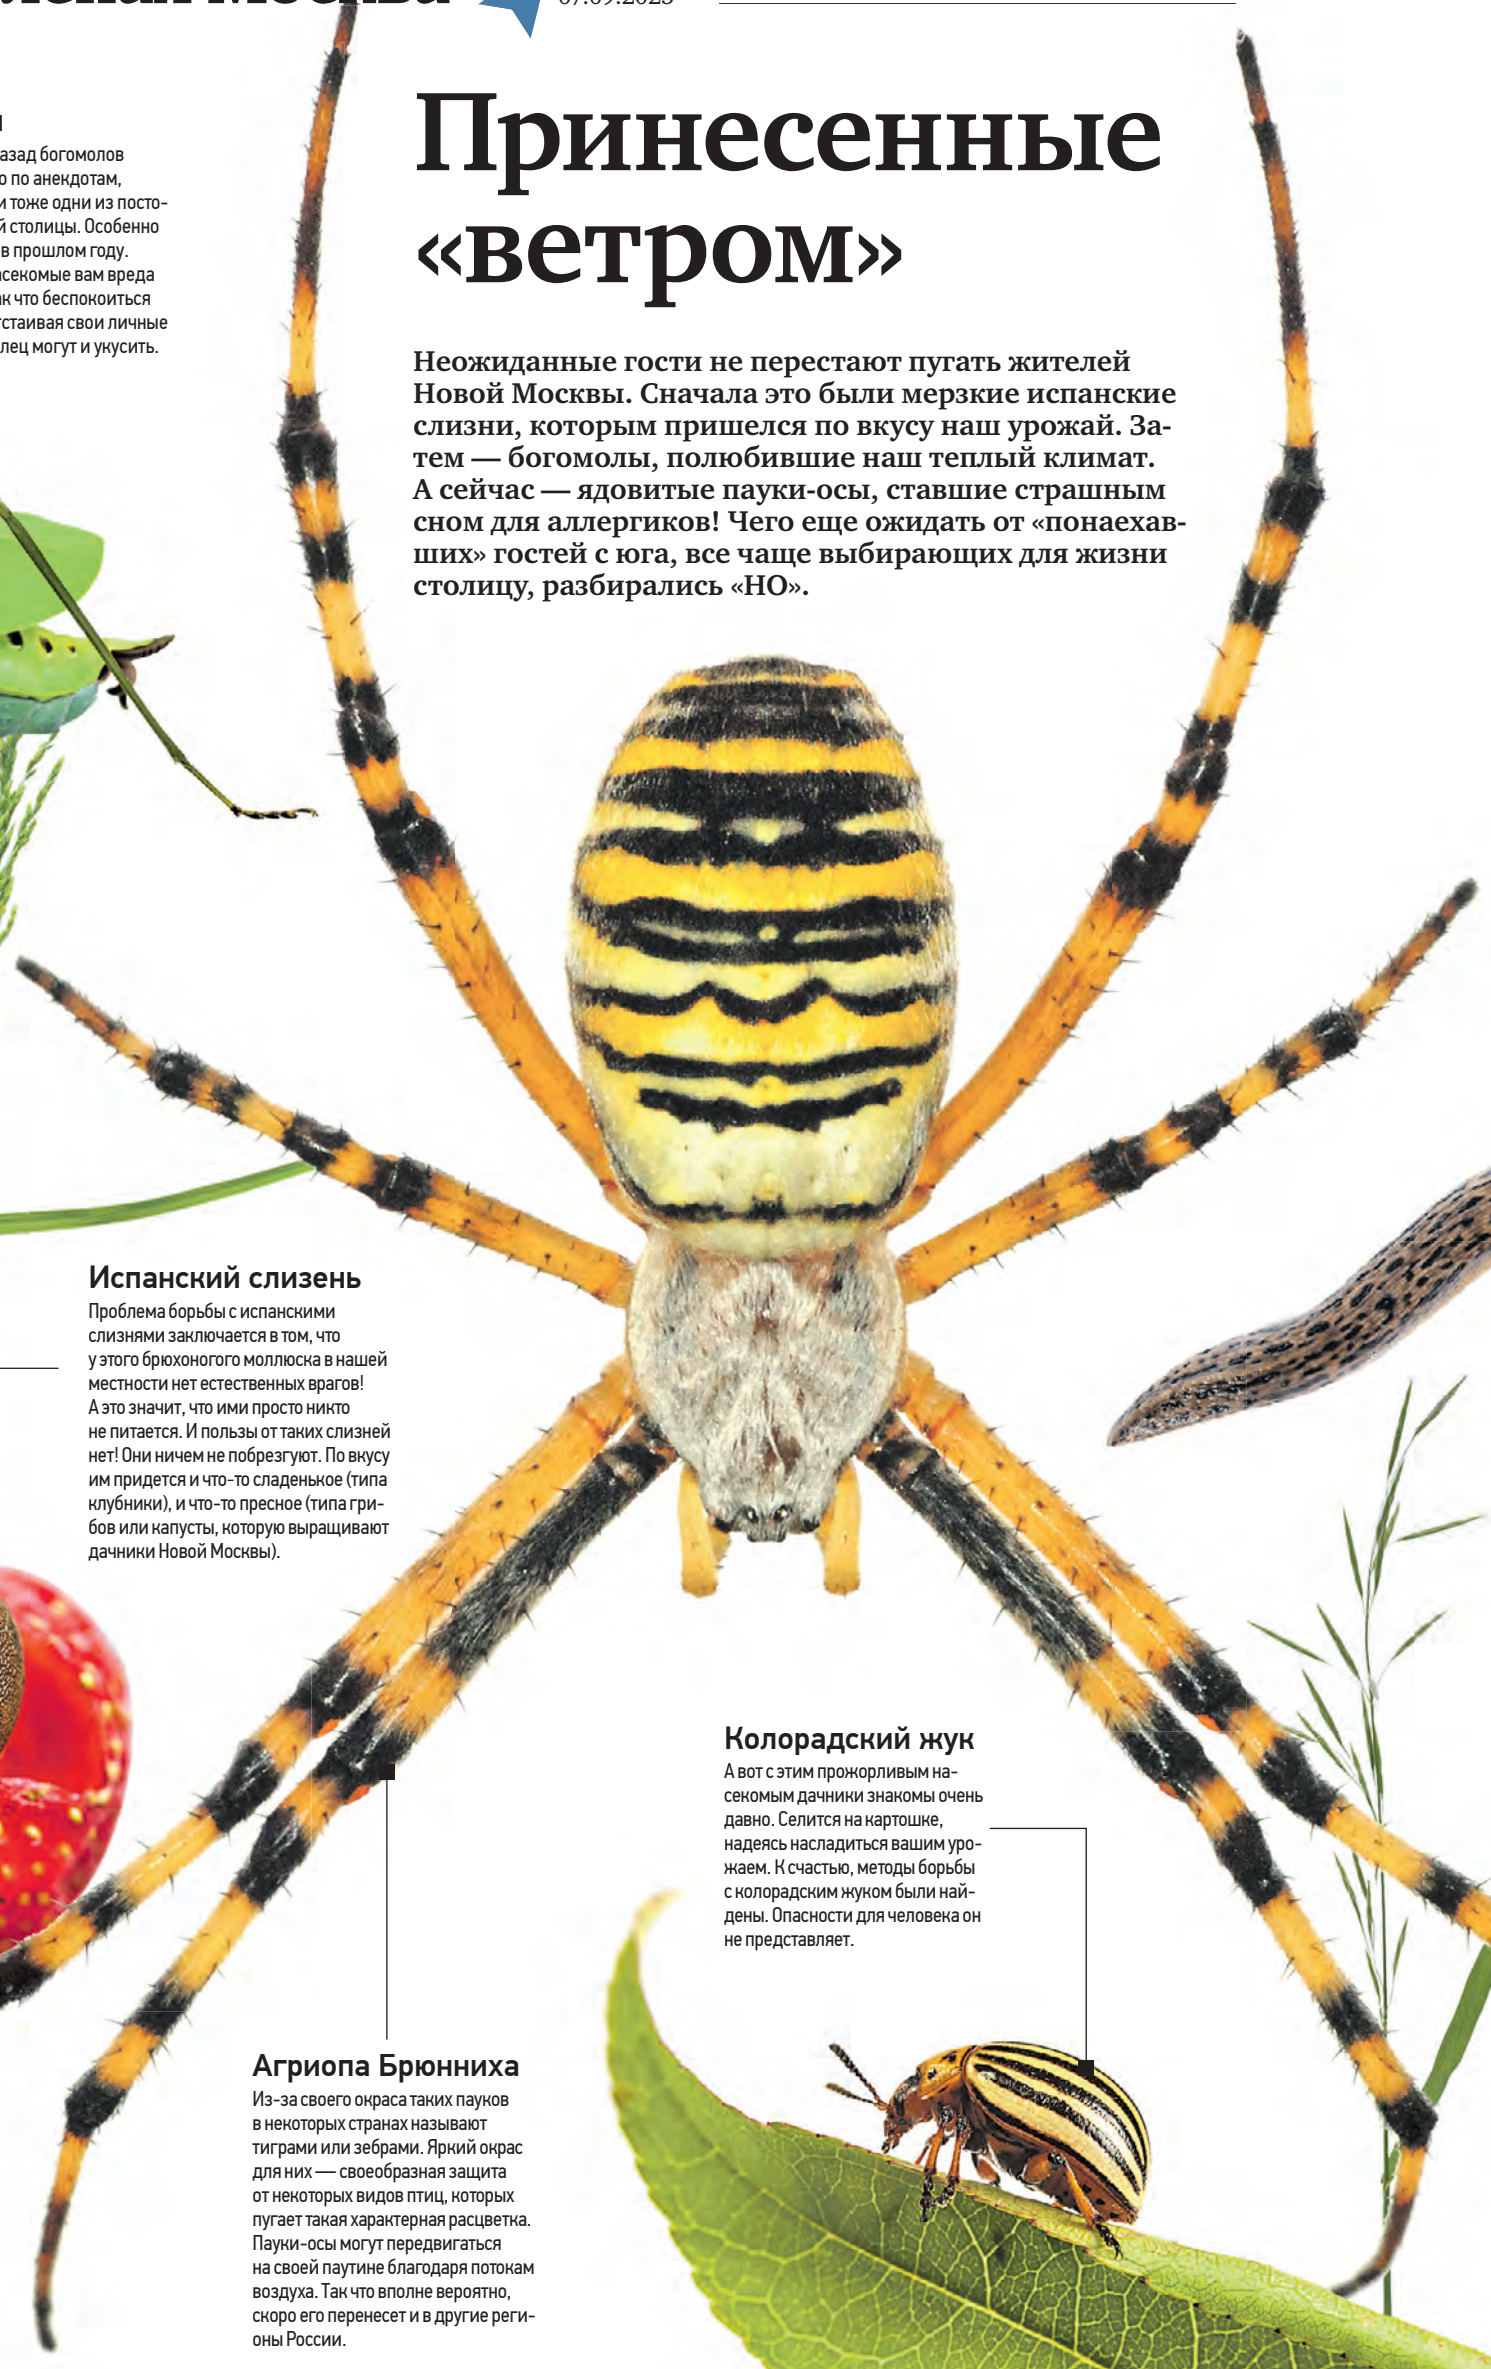 Москва
07.09.2023
азад богомолов
о по анекдотам,
и тоже одни из посто-
й столицы. Особенно
в прошлом году.
секомые вам вреда
ак что беспокоиться
тстаивая свои личные
лец могут и укусить.
Принесенные
«ветром»
Неожиданные гости не перестают пугать жителей
Новой Москвы. Сначала это были мерзкие испанские
слизни, которым пришелся по вкусу наш урожай. За-
тем — богомолы, полюбившие наш теплый климат.
А сейчас — ядовитые пауки-осы, ставшие страшным
сном для аллергиков! Чего еще ожидать от «понаехав-
ших» гостей с юга, все чаще выбирающих для жизни
столицу, разбирались «НО».
Испанский слизень
Проблема борьбы с испанскими
слизнями заключается в том, что
у этого брюхоногого моллюска в нашей
местности нет естественных врагов!
А это значит, что ими просто никто
не питается. И пользы от таких слизней
нет! Они ничем не побрезгуют. По вкусу
им придется и что-то сладенькое (типа
клубники), и что-то пресное (типа гри-
бов или капусты, которую выращивают
дачники Новой Москвы).
Колорадский жук
А вот с этим прожорливым на-
секомым дачники знакомы очень
давно. Селится на картошке,
надеясь насладиться вашим уро-
жаем. К счастью, методы борьбы
с колорадским жуком были най-
дены. Опасности для человека он
не представляет.
Агриопа Брюнниха
Из-за своего окраса таких пауков
в некоторых странах называют
тиграми или зебрами. Яркий окрас
для них — своеобразная защита
от некоторых видов птиц, которых
пугает такая характерная расцветка.
Пауки-осы могут передвигаться
на своей паутине благодаря потокам
воздуха. Так что вполне вероятно,
скоро его перенесет и в другие реги-
оны России.